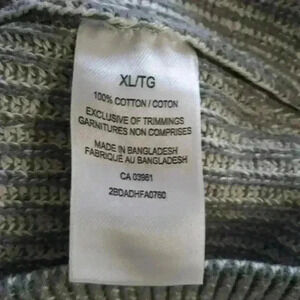 XL/TG
100% COTTON / COTON
EXCLUSIVE OF TRIMMINGS
GARNITURES NON COMPRISES
MADE IN BANGLADESH
FABRIQUÉ AU BANGLADESH
CA 03961
2BDADHFA0760